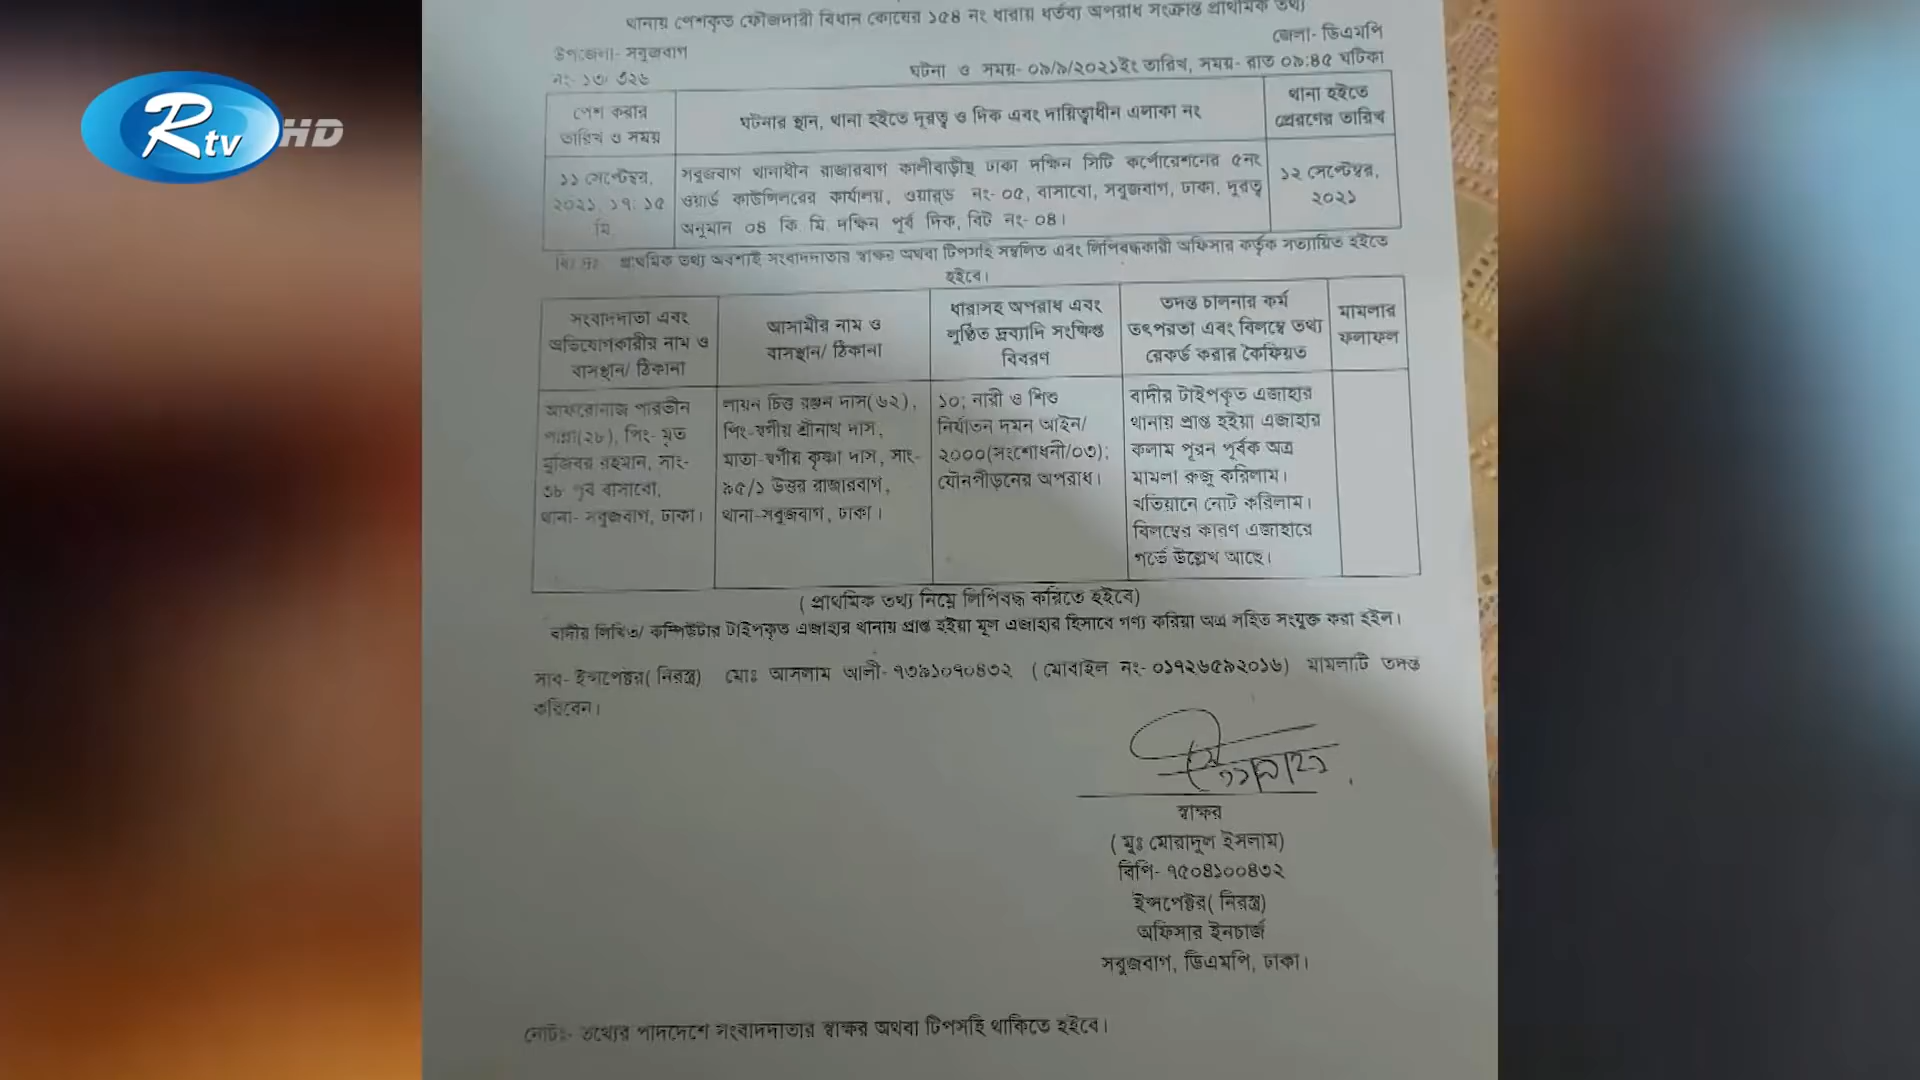 থানায় পেশকৃত ফৌজদারী বিধান কোষের ১৫৪ নং ধারায় ধর্তব্য অপরাধ সংক্রান্ত প্রাথমিক তথ্য
উপজেলা- সবুজবাগ
জেলা- ডিএমপি
নং- ১৩/ ৩২৬
ঘটনা ও সময়- ০৯/৯/২০২১ইং তারিখ, সময়- রাত ০৯:৪৫ ঘটিকা
Rtv HD
পেশ করার
তারিখ ও সময়
ঘটনার স্থান, থানা হইতে দূরত্ব ও দিক এবং দায়িত্বাধীন এলাকা নং
থানা হইতে
প্রেরণের তারিখ
১১ সেপ্টেম্বর,
২০২১, ১৭: ১৫
মি.
সবুজবাগ থানাধীন রাজারবাগ কালীবাড়ীস্থ ঢাকা দক্ষিন সিটি কর্পোরেশনের ৫নং
ওয়ার্ড কাউন্সিলরের কার্যালয়, ওয়ার্ড নং- ০৫, বাসাবো, সবুজবাগ, ঢাকা, দূরত্ব
অনুমান ০৪ কি. মি. দক্ষিন পূর্ব দিক, বিট নং- ০৪।
১২ সেপ্টেম্বর,
২০২১
বি: দ্র: প্রাথমিক তথ্য অবশ্যই সংবাদদাতার স্বাক্ষর অথবা টিপসহি সম্বলিত এবং লিপিবদ্ধকারী অফিসার কর্তৃক সত্যায়িত হইতে
হইবে।
সংবাদদাতা এবং
অভিযোগকারীর নাম ও
বাসস্থান/ ঠিকানা
আসামীর নাম ও
বাসস্থান/ ঠিকানা
ধারাসহ অপরাধ এবং
লুন্ঠিত দ্রব্যাদি সংক্ষিপ্ত
বিবরণ
তদন্ত চালনার কর্ম
তৎপরতা এবং বিলম্বে তথ্য
রেকর্ড করার কৈফিয়ত
মামলার
ফলাফল
আফরোনাজ পারভীন
পান্না(২৮), পিং- মৃত
মুজিবর রহমান, সাং-
৩৮ পূর্ব বাসাবো,
থানা- সবুজবাগ, ঢাকা।
লায়ন চিত্ত রঞ্জন দাস(৬২),
পিং-স্বর্গীয় শ্রীনাথ দাস,
মাতা-স্বর্গীয় কৃষ্ণা দাস, সাং-
৯৫/১ উত্তর রাজারবাগ,
থানা-সবুজবাগ, ঢাকা।
১০; নারী ও শিশু
নির্যাতন দমন আইন/
২০০০(সংশোধনী/০৩);
যৌনপীড়নের অপরাধ।
বাদীর টাইপকৃত এজাহার
থানায় প্রাপ্ত হইয়া এজাহার
কলাম পূরন পূর্বক অত্র
মামলা রুজু করিলাম।
খতিয়ানে নোট করিলাম।
বিলম্বের কারণ এজাহারে
গর্ভে উল্লেখ আছে।
( প্রাথমিক তথ্য নিম্নে লিপিবদ্ধ করিতে হইবে)
বাদীর লিখিত/ কম্পিউটার টাইপকৃত এজাহার থানায় প্রাপ্ত হইয়া মূল এজাহার হিসাবে গণ্য করিয়া অত্র সহিত সংযুক্ত করা হইল।
সাব- ইন্সপেক্টর( নিরস্ত্র) মোঃ আসলাম আলী- ৭৩৯১০৭০৪৩২ ( মোবাইল নং- ০১৭২৬৫৯২০১৬) মামলাটি তদন্ত
করিবেন।
স্বাক্ষর
( মুঃ মোরাদুল ইসলাম)
বিপি- ৭৫০৪১০০৪৩২
ইন্সপেক্টর( নিরস্ত্র)
অফিসার ইনচার্জ
সবুজবাগ, ডিএমপি, ঢাকা।
নোটঃ- তথ্যের পাদদেশে সংবাদদাতার স্বাক্ষর অথবা টিপসহি থাকিতে হইবে।